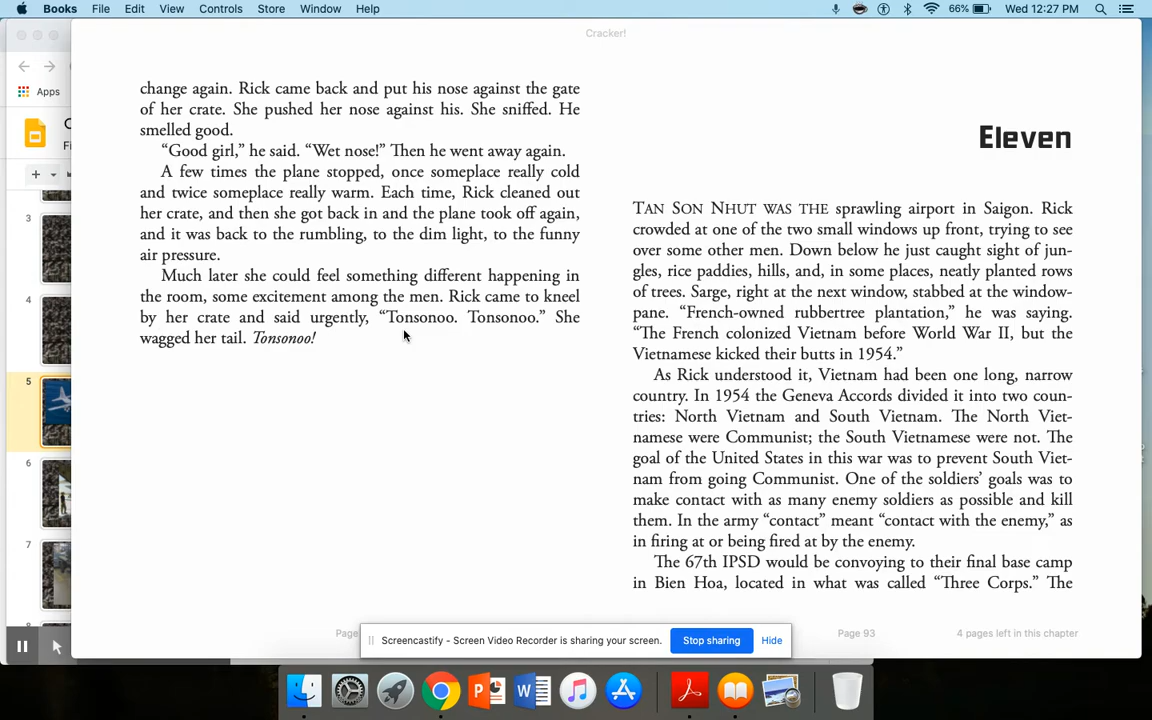 Books File Edit View Controls Store Window Help 66% Wed 12:27 PM
Cracker!
Apps
3
4
5
6
7
change again. Rick came back and put his nose against the gate
of her crate. She pushed her nose against his. She sniffed. He
smelled good.
“Good girl,” he said. “Wet nose!” Then he went away again.
A few times the plane stopped, once someplace really cold
and twice someplace really warm. Each time, Rick cleaned out
her crate, and then she got back in and the plane took off again,
and it was back to the rumbling, to the dim light, to the funny
air pressure.
Much later she could feel something different happening in
the room, some excitement among the men. Rick came to kneel
by her crate and said urgently, “Tonsonoo. Tonsonoo.” She
wagged her tail. Tonsonoo!
Page
Eleven
TAN SON NHUT WAS THE sprawling airport in Saigon. Rick
crowded at one of the two small windows up front, trying to see
over some other men. Down below he just caught sight of jun-
gles, rice paddies, hills, and, in some places, neatly planted rows
of trees. Sarge, right at the next window, stabbed at the window-
pane. “French-owned rubbertree plantation,” he was saying.
“The French colonized Vietnam before World War II, but the
Vietnamese kicked their butts in 1954.”
As Rick understood it, Vietnam had been one long, narrow
country. In 1954 the Geneva Accords divided it into two coun-
tries: North Vietnam and South Vietnam. The North Viet-
namese were Communist; the South Vietnamese were not. The
goal of the United States in this war was to prevent South Viet-
nam from going Communist. One of the soldiers’ goals was to
make contact with as many enemy soldiers as possible and kill
them. In the army “contact” meant “contact with the enemy,” as
in firing at or being fired at by the enemy.
The 67th IPSD would be convoying to their final base camp
in Bien Hoa, located in what was called “Three Corps.” The
Page 93 4 pages left in this chapter
Screencastify - Screen Video Recorder is sharing your screen. Stop sharing Hide